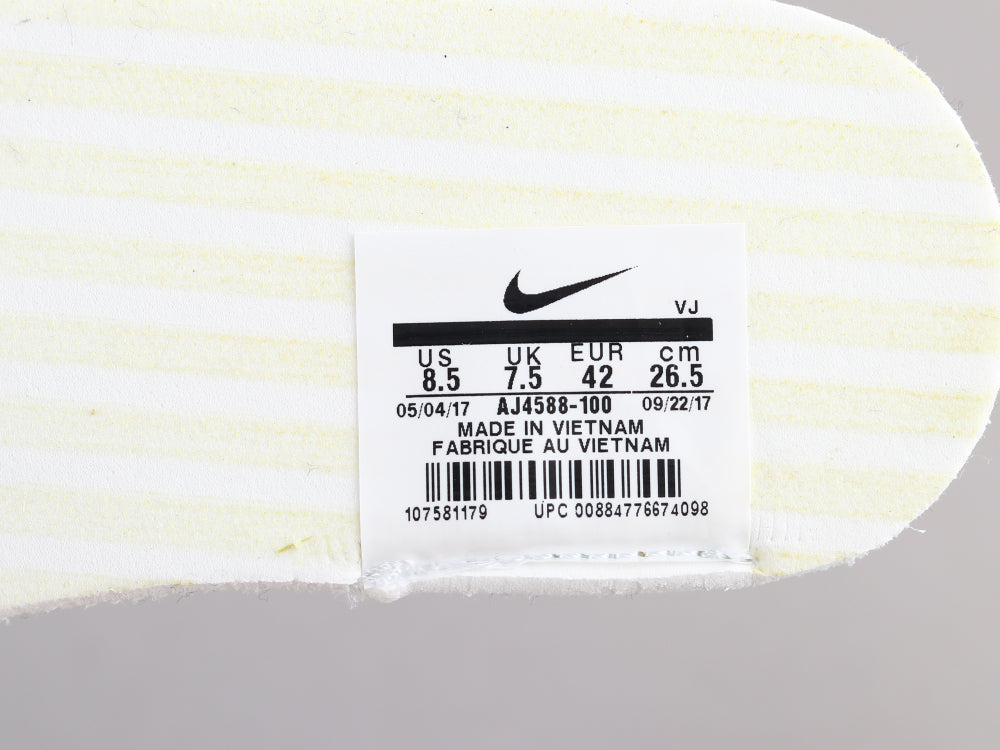 VJ
US UK EUR cm
8.5 7.5 42 26.5
05/04/17 AJ4588-100 09/22/17
MADE IN VIETNAM
FABRIQUE AU VIETNAM
107581179 UPC 00884776674098